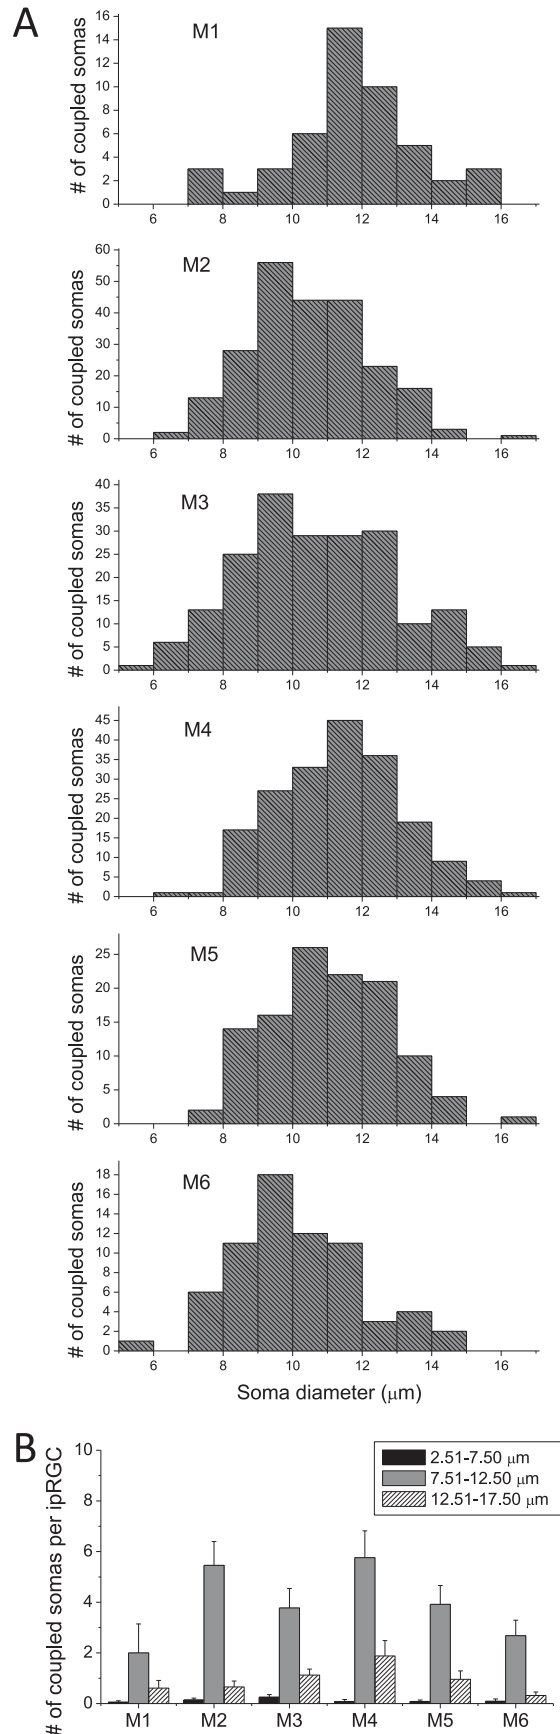 A
M1
# of coupled somas
16
14
12
10
8
6
4
2
0
6 8 10 12 14 16
M2
# of coupled somas
60
50
40
30
20
10
0
6 8 10 12 14 16
M3
# of coupled somas
40
35
30
25
20
15
10
5
0
6 8 10 12 14 16
M4
# of coupled somas
45
40
35
30
25
20
15
10
5
0
6 8 10 12 14 16
M5
# of coupled somas
25
20
15
10
5
0
6 8 10 12 14 16
M6
# of coupled somas
18
16
14
12
10
8
6
4
2
0
6 8 10 12 14 16
Soma diameter (μm)
B
# of coupled somas per ipRGC
10
8
6
4
2
0
2.51-7.50 μm
7.51-12.50 μm
12.51-17.50 μm
M1 M2 M3 M4 M5 M6